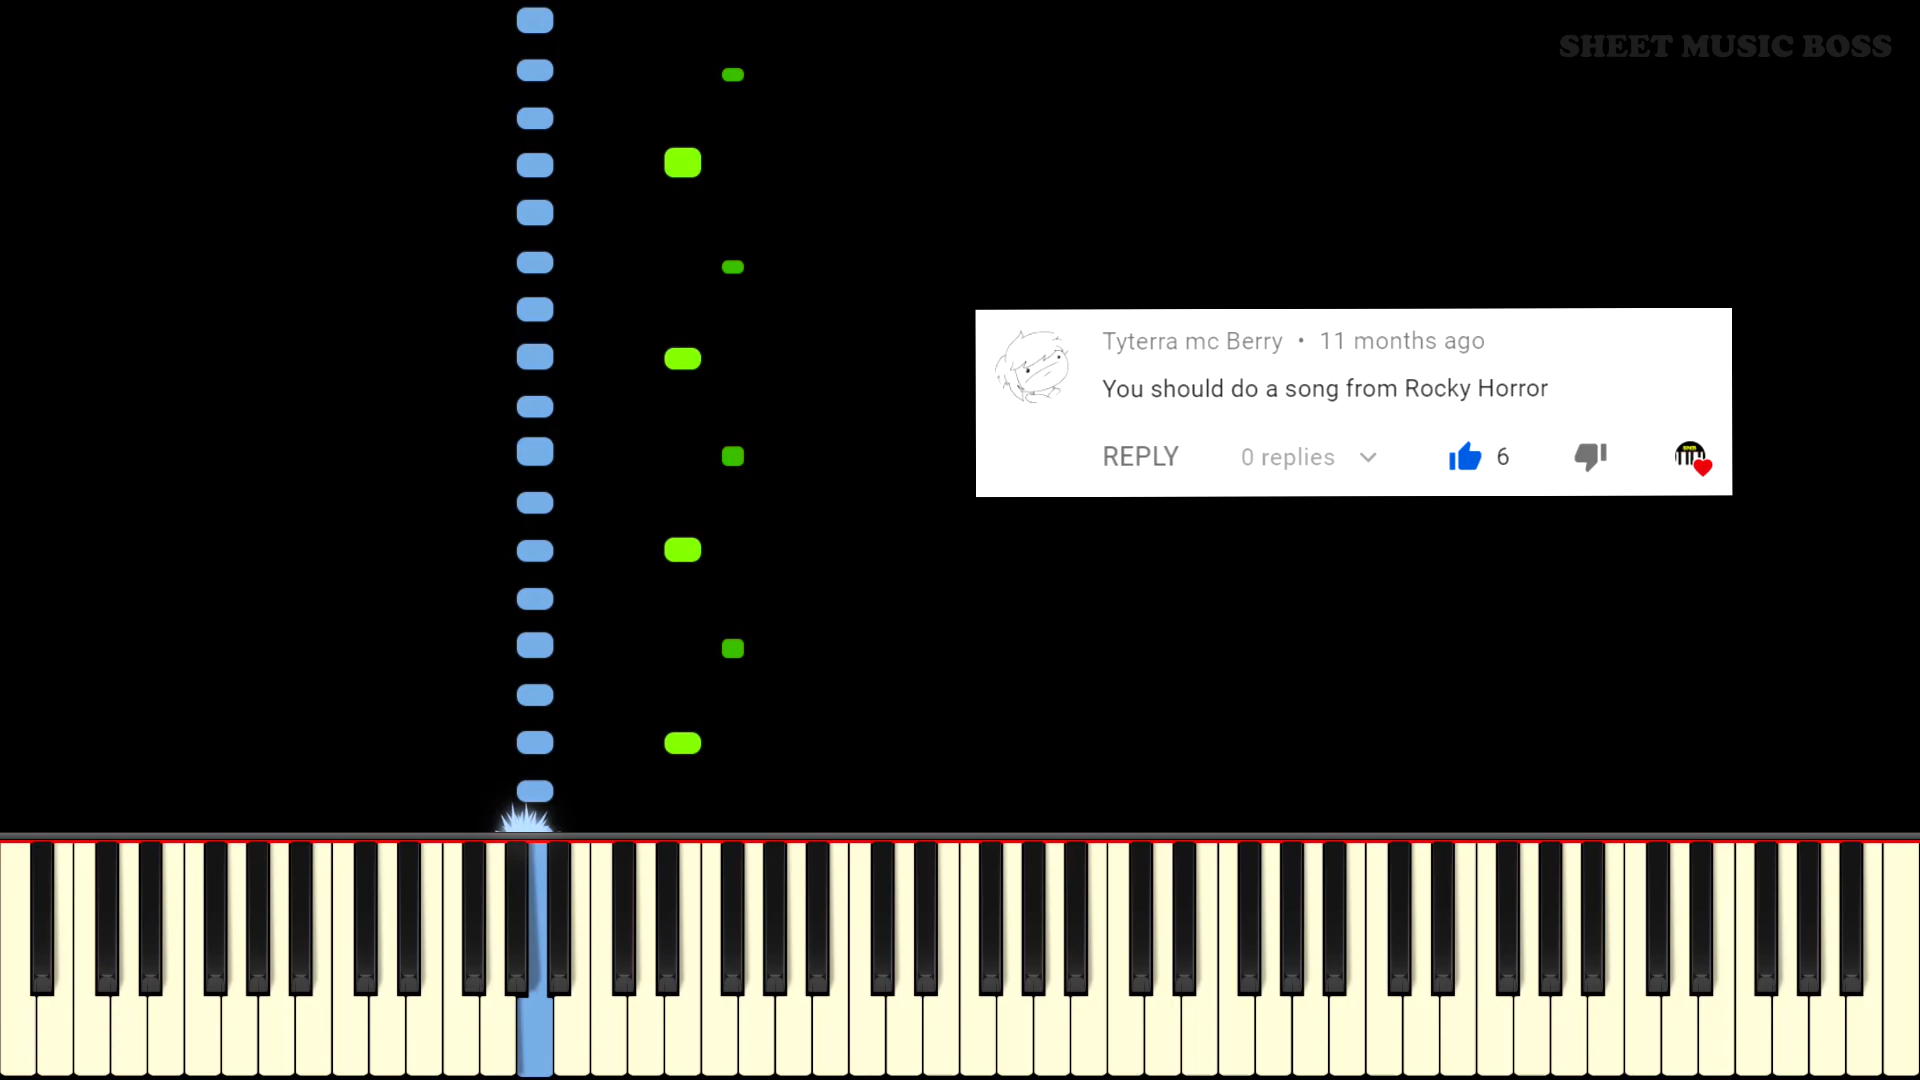 SHEET MUSIC BOSS
Tyterra mc Berry • 11 months ago
You should do a song from Rocky Horror
REPLY 0 replies 6